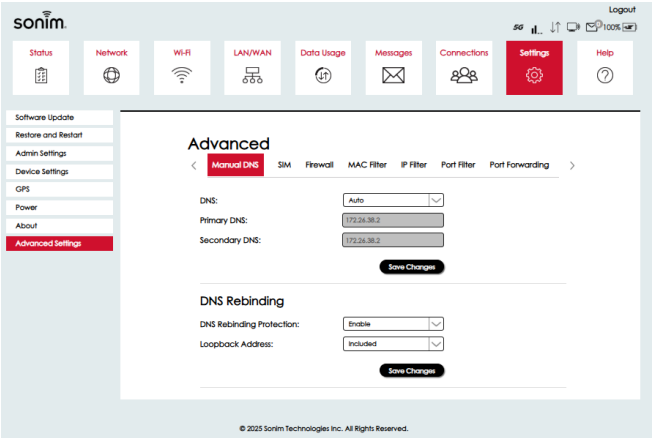 Logout
sonim.
5G 100%
Status Network Wi-Fi LAN/WAN Data Usage Messages Connections Settings Help
Software Update
Restore and Restart
Admin Settings
Device Settings
GPS
Power
About
Advanced Settings
Advanced
Manual DNS SIM Firewall MAC Filter IP Filter Port Filter Port Forwarding
DNS: Auto
Primary DNS: 172.26.38.2
Secondary DNS: 172.26.38.2
Save Changes
DNS Rebinding
DNS Rebinding Protection: Enable
Loopback Address: Included
Save Changes
© 2025 Sonim Technologies Inc. All Rights Reserved.